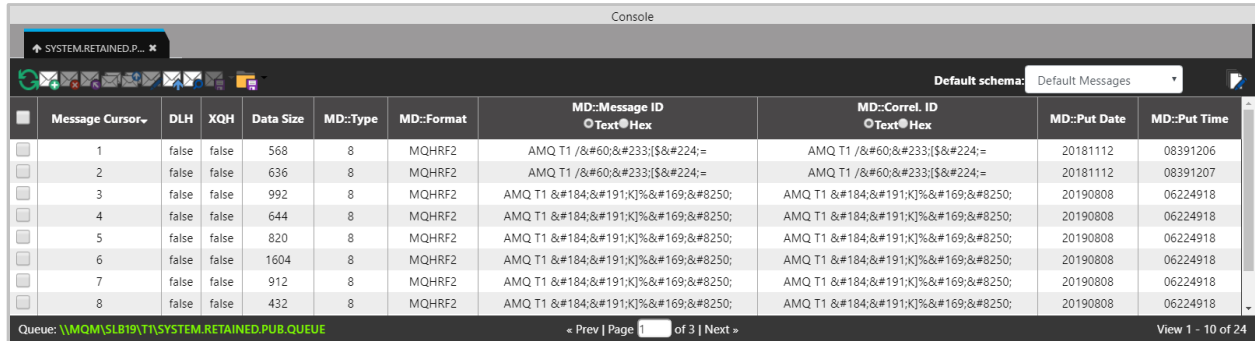 Console
SYSTEM.RETAINED.P... ✖
Default schema: Default Messages
Message Cursor DLH XQH Data Size MD::Type MD::Format MD::Message ID Text Hex MD::Correl. ID Text Hex MD::Put Date MD::Put Time
1 false false 568 8 MQHRF2 AMQ T1 /&#60;&#233;[$&#224;= AMQ T1 /&#60;&#233;[$&#224;= 20181112 08391206
2 false false 636 8 MQHRF2 AMQ T1 /&#60;&#233;[$&#224;= AMQ T1 /&#60;&#233;[$&#224;= 20181112 08391207
3 false false 992 8 MQHRF2 AMQ T1 &#184;&#191;K]%&#169;&#8250; AMQ T1 &#184;&#191;K]%&#169;&#8250; 20190808 06224918
4 false false 644 8 MQHRF2 AMQ T1 &#184;&#191;K]%&#169;&#8250; AMQ T1 &#184;&#191;K]%&#169;&#8250; 20190808 06224918
5 false false 820 8 MQHRF2 AMQ T1 &#184;&#191;K]%&#169;&#8250; AMQ T1 &#184;&#191;K]%&#169;&#8250; 20190808 06224918
6 false false 1604 8 MQHRF2 AMQ T1 &#184;&#191;K]%&#169;&#8250; AMQ T1 &#184;&#191;K]%&#169;&#8250; 20190808 06224918
7 false false 912 8 MQHRF2 AMQ T1 &#184;&#191;K]%&#169;&#8250; AMQ T1 &#184;&#191;K]%&#169;&#8250; 20190808 06224918
8 false false 432 8 MQHRF2 AMQ T1 &#184;&#191;K]%&#169;&#8250; AMQ T1 &#184;&#191;K]%&#169;&#8250; 20190808 06224918
Queue: \\MQM\SLB19\T1\SYSTEM.RETAINED.PUB.QUEUE « Prev | Page 1 of 3 | Next » View 1 - 10 of 24